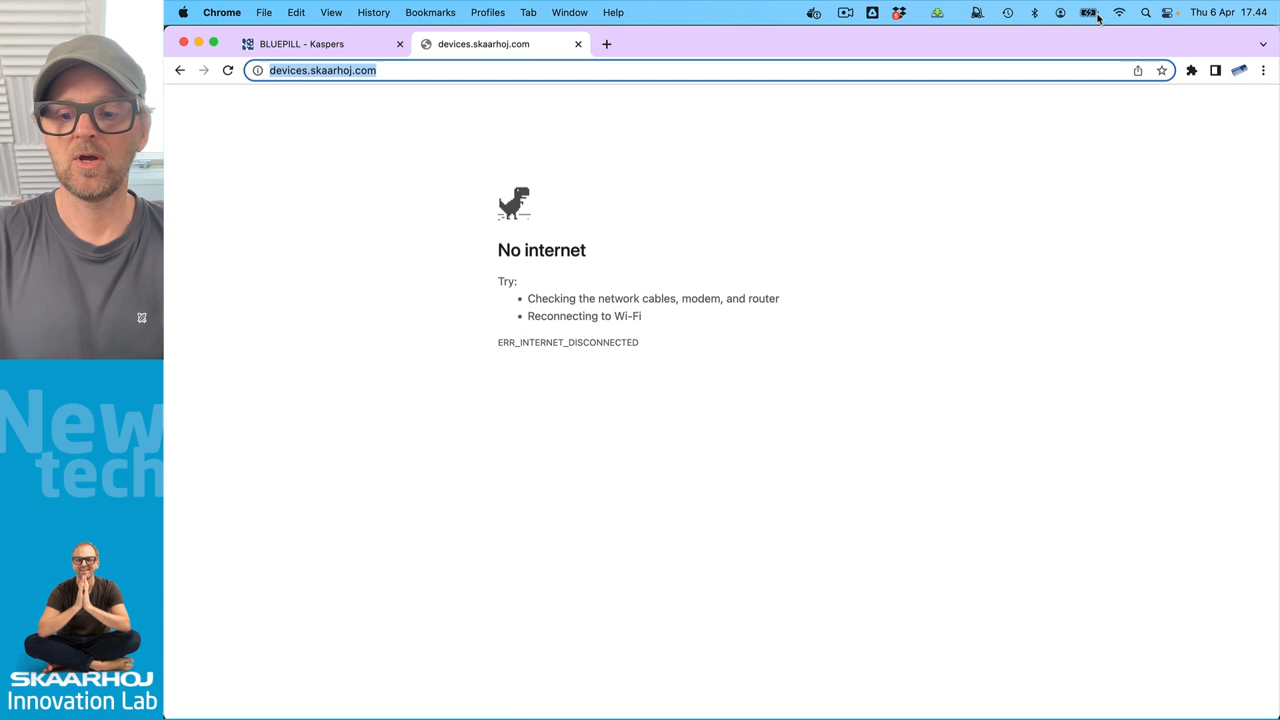 Chrome File Edit View History Bookmarks Profiles Tab Window Help Thu 6 Apr 17.44
BLUEPILL - Kaspers
devices.skaarhoj.com
devices.skaarhoj.com
No internet
Try:
Checking the network cables, modem, and router
Reconnecting to Wi-Fi
ERR_INTERNET_DISCONNECTED
New
tech
SKAARHOJ
Innovation Lab